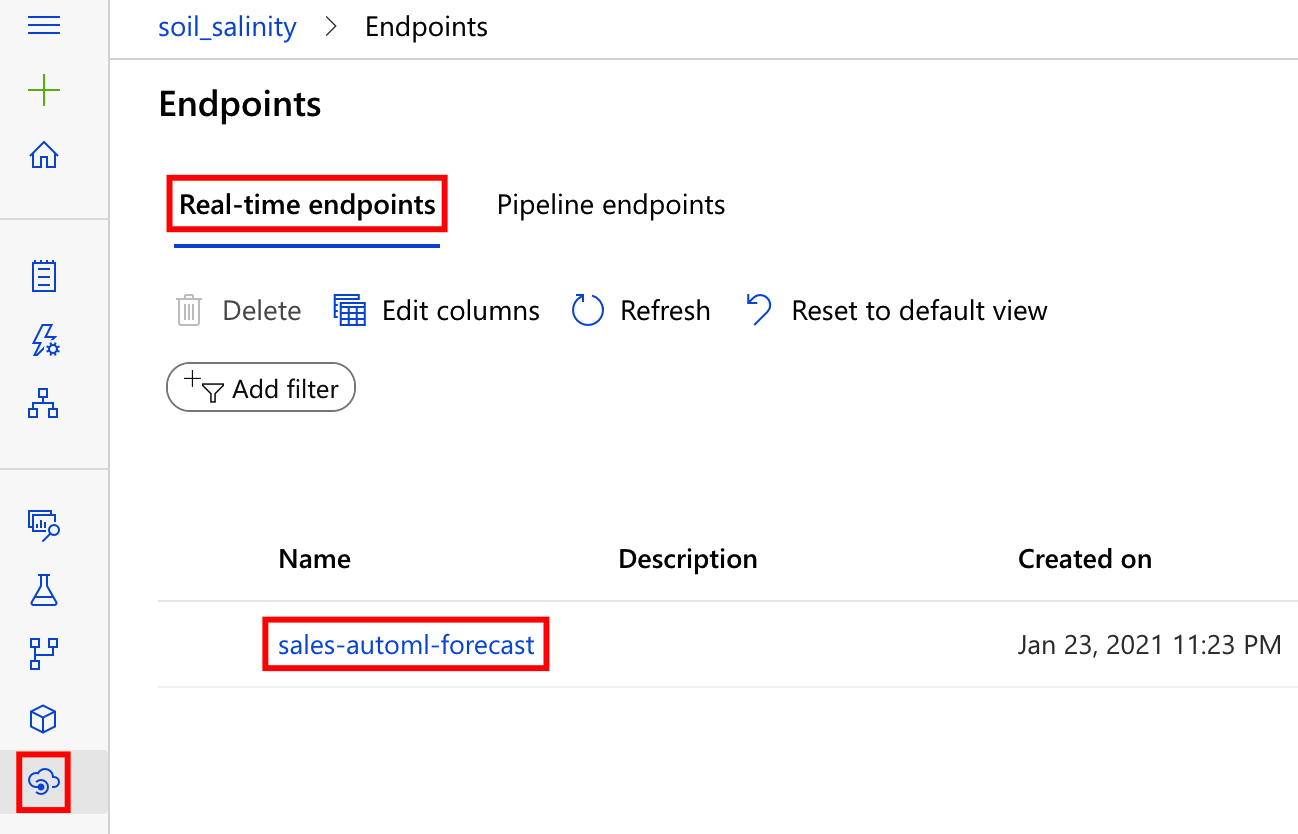 soil_salinity > Endpoints
Endpoints
Real-time endpoints Pipeline endpoints
Delete Edit columns Refresh Reset to default view
Add filter
Name Description Created on
sales-automl-forecast Jan 23, 2021 11:23 PM